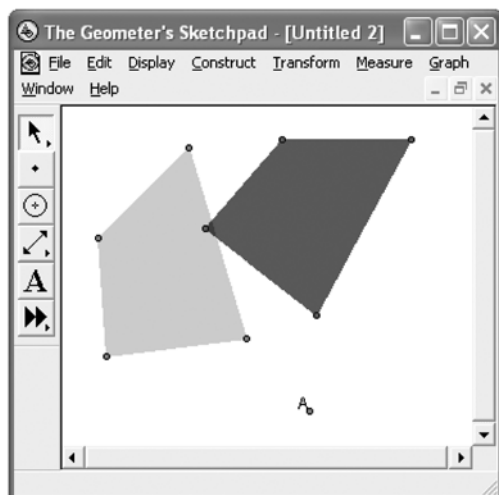 The Geometer's Sketchpad - [Untitled 2]
File Edit Display Construct Transform Measure Graph
Window Help
A
A